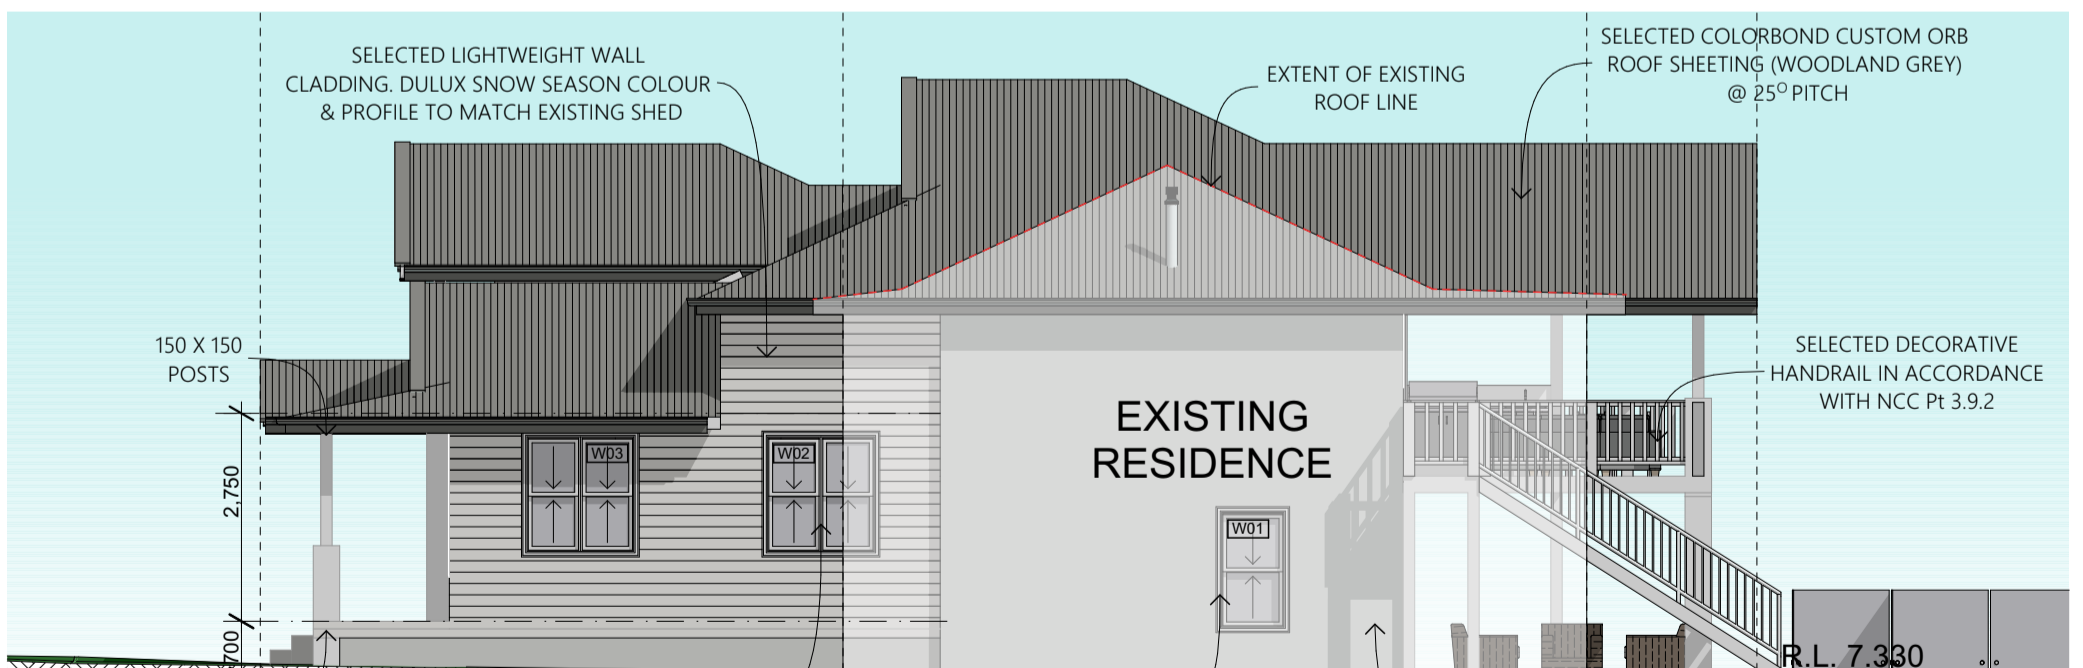 SELECTED LIGHTWEIGHT WALL
CLADDING. DULUX SNOW SEASON COLOUR
& PROFILE TO MATCH EXISTING SHED
EXTENT OF EXISTING
ROOF LINE
SELECTED COLORBOND CUSTOM ORB
ROOF SHEETING (WOODLAND GREY)
@ 25° PITCH
150 X 150
POSTS
SELECTED DECORATIVE
HANDRAIL IN ACCORDANCE
WITH NCC Pt 3.9.2
EXISTING
RESIDENCE
W03
W02
W01
2,750
700
R.L. 7.330